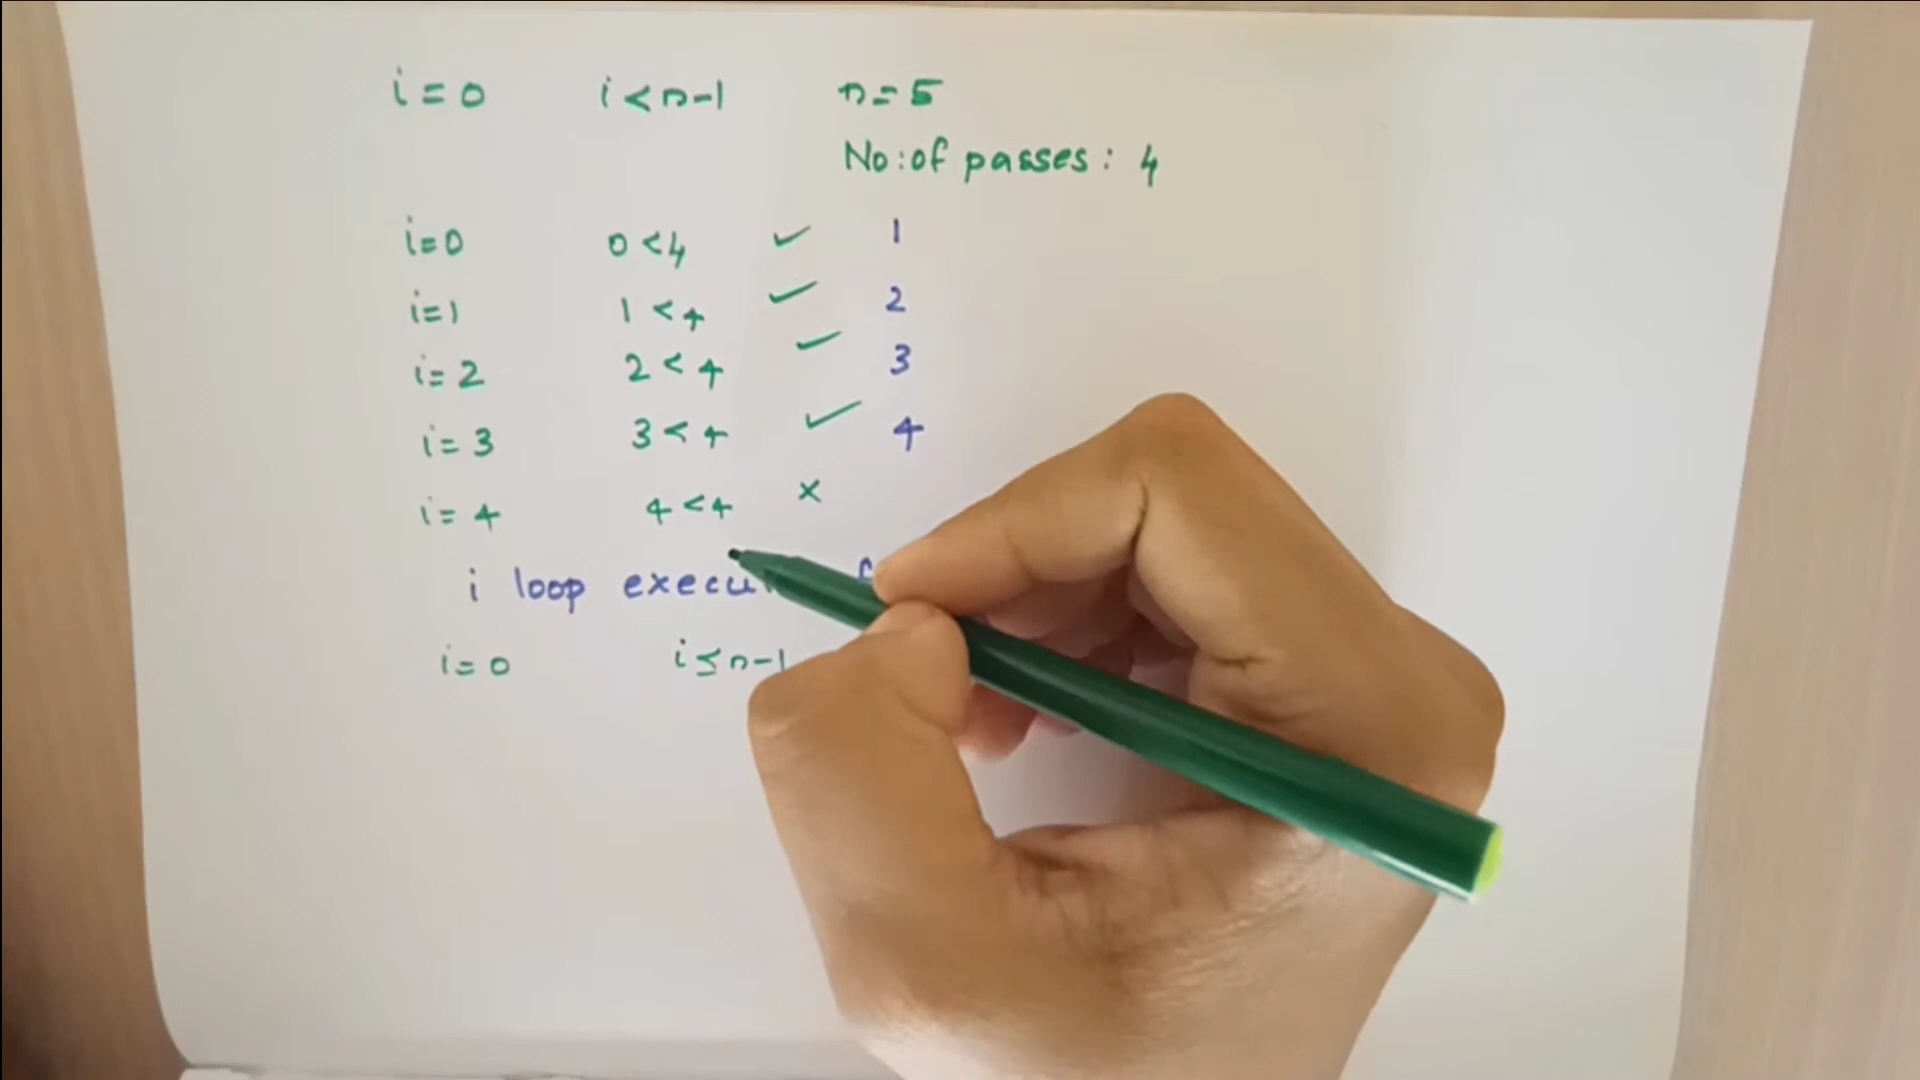 i=0 i<n-1 n=5
No:of passes: 4
i=0 0<4 ✓ 1
i=1 1<4 ✓ 2
i=2 2<4 ✓ 3
i=3 3<4 ✓ 4
i=4 4<4 ×
i loop
i=0 i≤n-1